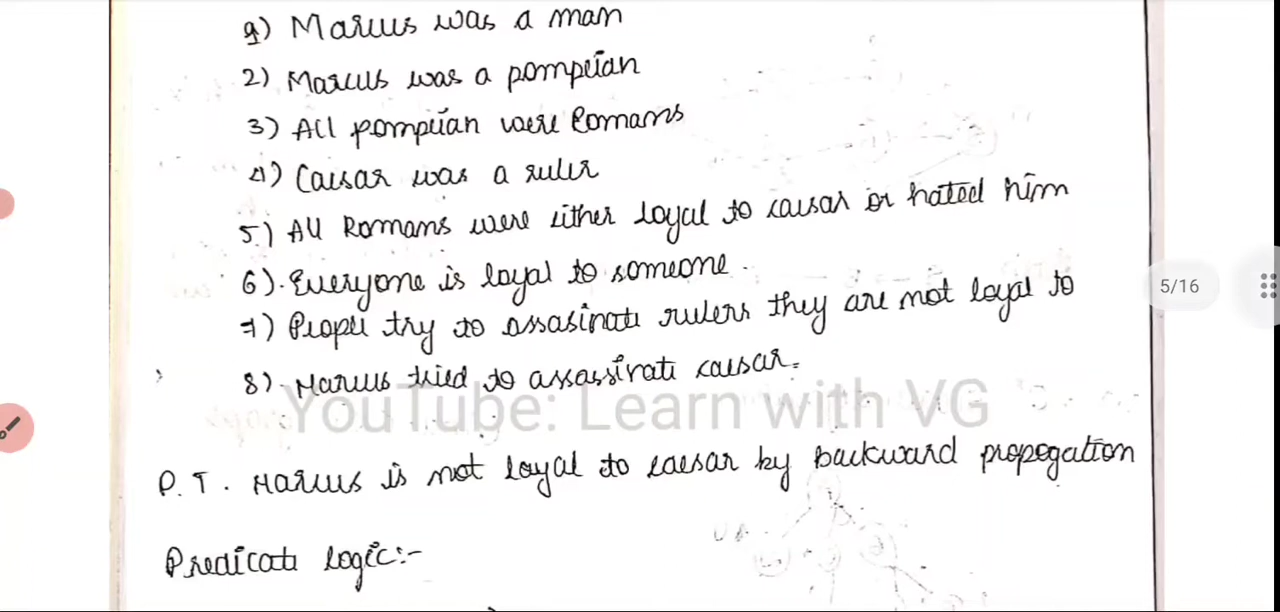 1) Marcus was a man
2) Marcus was a pompeian
3) All pompeian were Romans
4) Caesar was a ruler
5.) All Romans were either loyal to caesar or hated him
6). Everyone is loyal to someone.
7) People try to assasinate rulers they are not loyal to
8). Marcus tried to assassinate caesar.
YouTube: Learn with VG
P.T. Marcus is not loyal to caesar by backward propogation
Predicate logic:-
5/16